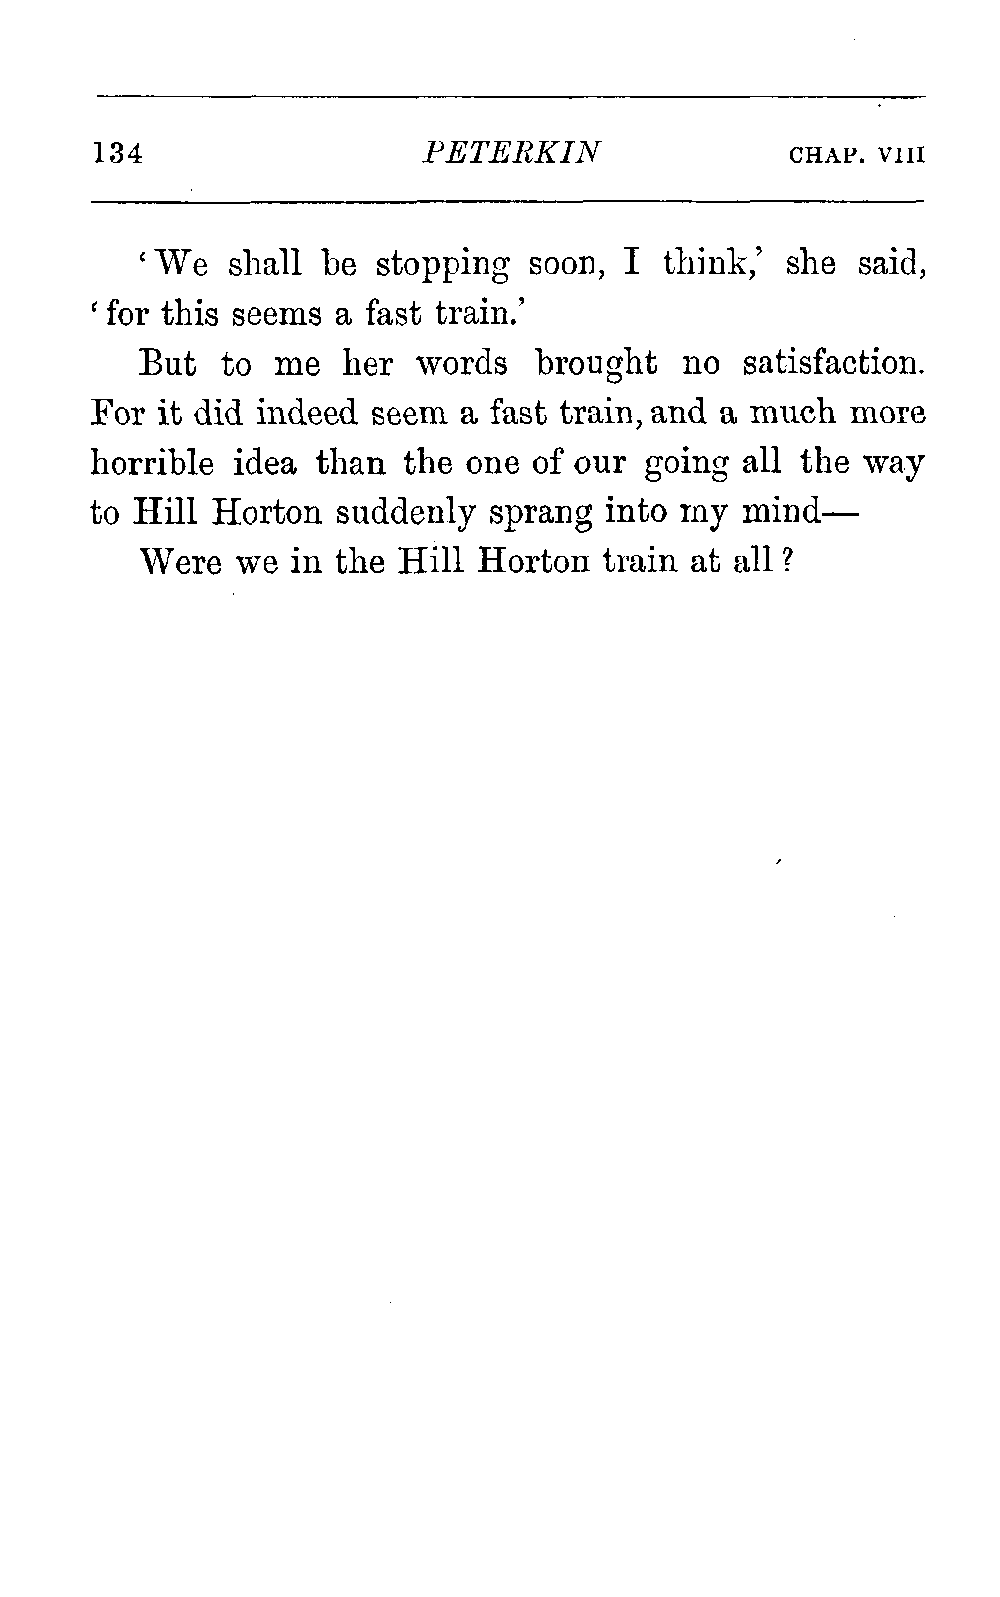 134 PETERKIN CHAP. VIII
‘We shall be stopping soon, I think,’ she said,
‘for this seems a fast train.’
But to me her words brought no satisfaction.
For it did indeed seem a fast train, and a much more
horrible idea than the one of our going all the way
to Hill Horton suddenly sprang into my mind—
Were we in the Hill Horton train at all?